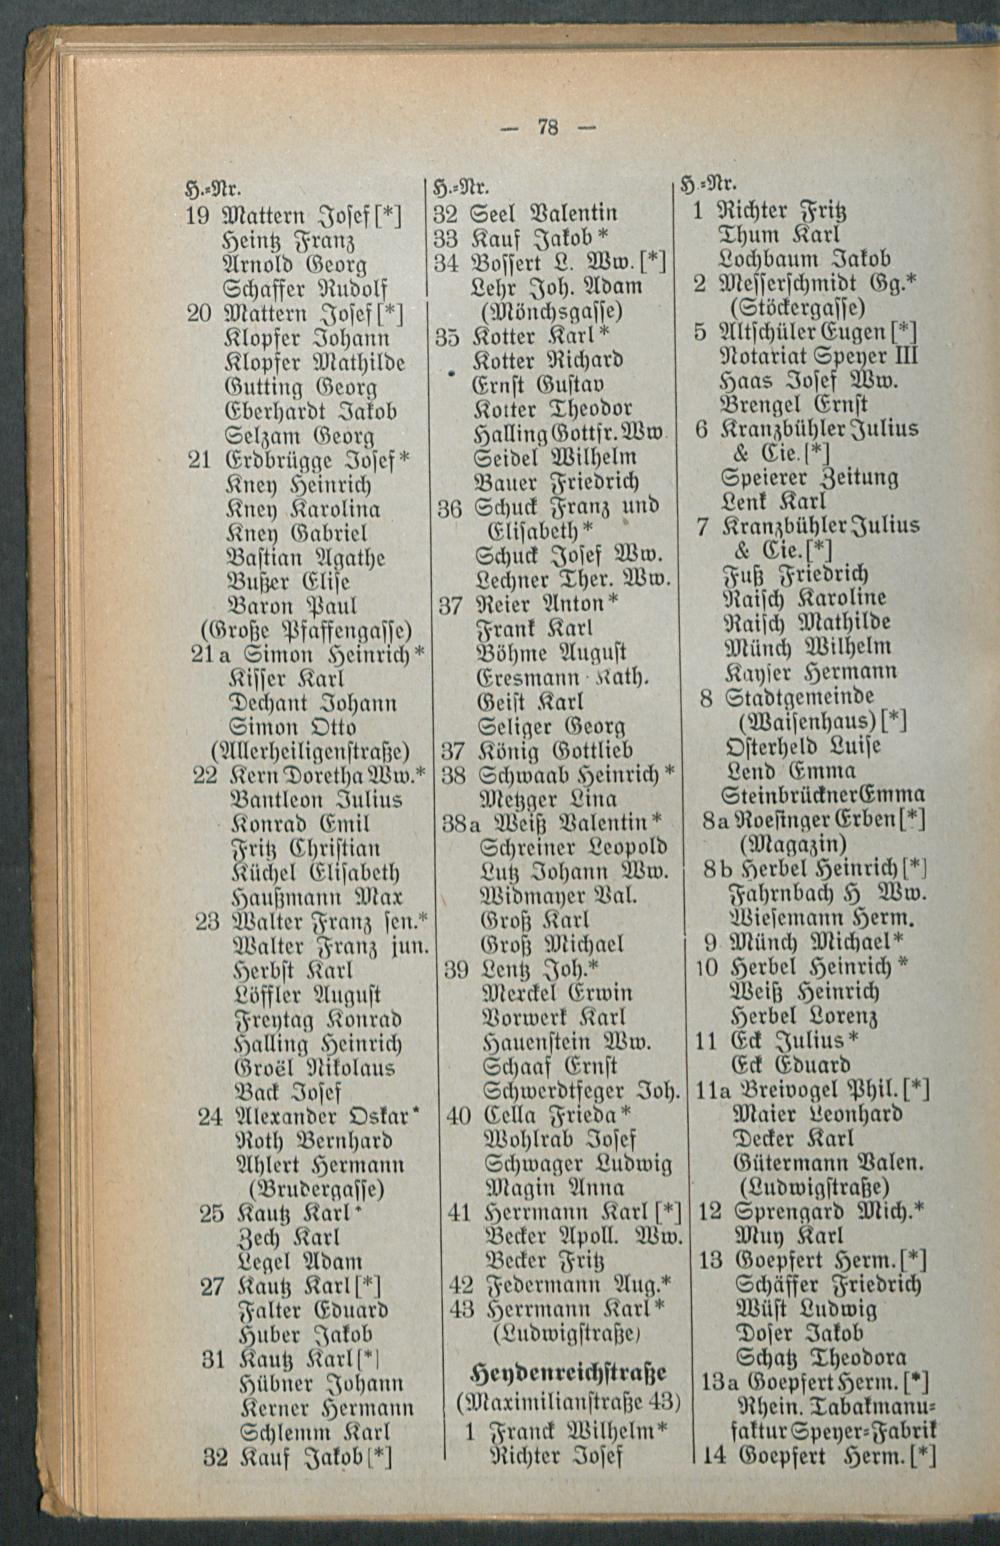 — 78 —
H.=Nr.
19 Mattern Josef [*]
Heintz Franz
Arnold Georg
Schaffer Rudolf
20 Mattern Josef [*]
Klopfer Johann
Klopfer Mathilde
Gutting Georg
Eberhardt Jakob
Selzam Georg
21 Erdbrügge Josef*
Kney Heinrich
Kney Karolina
Kney Gabriel
Bastian Agathe
Bußer Elise
Baron Paul
(Große Pfaffengasse)
21a Simon Heinrich*
Kisser Karl
Dechant Johann
Simon Otto
(Allerheiligenstraße)
22 Kern Doretha Ww.*
Bantleon Julius
Konrad Emil
Fritz Christian
Küchel Elisabeth
Haußmann Max
23 Walter Franz sen.*
Walter Franz jun.
Herbst Karl
Löffler August
Freytag Konrad
Halling Heinrich
Groël Nikolaus
Back Josef
24 Alexander Oskar*
Roth Bernhard
Ahlert Hermann
(Brudergasse)
25 Kautz Karl*
Zech Karl
Legel Adam
27 Kautz Karl [*]
Falter Eduard
Huber Jakob
31 Kautz Karl [*]
Hübner Johann
Kerner Hermann
Schlemm Karl
32 Kauf Jakob [*]
H.=Nr.
32 Seel Valentin
33 Kauf Jakob*
34 Bossert L. Ww. [*]
Lehr Joh. Adam
(Mönchsgasse)
35 Kotter Karl*
Kotter Richard
Ernst Gustav
Kotter Theodor
Halling Gottfr. Ww.
Seidel Wilhelm
Bauer Friedrich
36 Schuck Franz und
Elisabeth*
Schuck Josef Ww.
Lechner Ther. Ww.
37 Reier Anton*
Frank Karl
Böhme August
Eresmann Kath.
Geist Karl
Seliger Georg
37 König Gottlieb
38 Schwaab Heinrich*
Metzger Lina
38a Weiß Valentin*
Schreiner Leopold
Lutz Johann Ww.
Widmayer Val.
Groß Karl
Groß Michael
39 Lentz Joh.*
Merckel Erwin
Vorwerk Karl
Hauenstein Ww.
Schaaf Ernst
Schwerdtfeger Joh.
40 Cella Frieda*
Wohlrab Josef
Schwager Ludwig
Magin Anna
41 Herrmann Karl [*]
Becker Apoll. Ww.
Becker Fritz
42 Federmann Aug.*
43 Herrmann Karl*
(Ludwigstraße)
Heydenreichstraße
(Maximilianstraße 43)
1 Franck Wilhelm*
Richter Josef
H.=Nr.
1 Richter Fritz
Thum Karl
Lochbaum Jakob
2 Messerschmidt Gg.*
(Stöckergasse)
5 Altschüler Eugen [*]
Notariat Speyer III
Haas Josef Ww.
Brengel Ernst
6 Kranzbühler Julius
& Cie. [*]
Speierer Zeitung
Lenk Karl
7 Kranzbühler Julius
& Cie. [*]
Fuß Friedrich
Raisch Karoline
Raisch Mathilde
Münch Wilhelm
Kayser Hermann
8 Stadtgemeinde
(Waisenhaus) [*]
Osterheld Luise
Lend Emma
Steinbrückner Emma
8a Roesinger Erben [*]
(Magazin)
8b Herbel Heinrich [*]
Fahrnbach H Ww.
Wiesemann Herm.
9 Münch Michael*
10 Herbel Heinrich*
Weiß Heinrich
Herbel Lorenz
11 Eck Julius*
Eck Eduard
11a Breivogel Phil. [*]
Maier Leonhard
Decker Karl
Gütermann Valen.
(Ludwigstraße)
12 Sprengard Mich.*
Muy Karl
13 Goepfert Herm. [*]
Schäffer Friedrich
Wüst Ludwig
Doser Jakob
Schatz Theodora
13a Goepfert Herm. [*]
Rhein. Tabakmanu=
faktur Speyer=Fabrik
14 Goepfert Herm. [*]